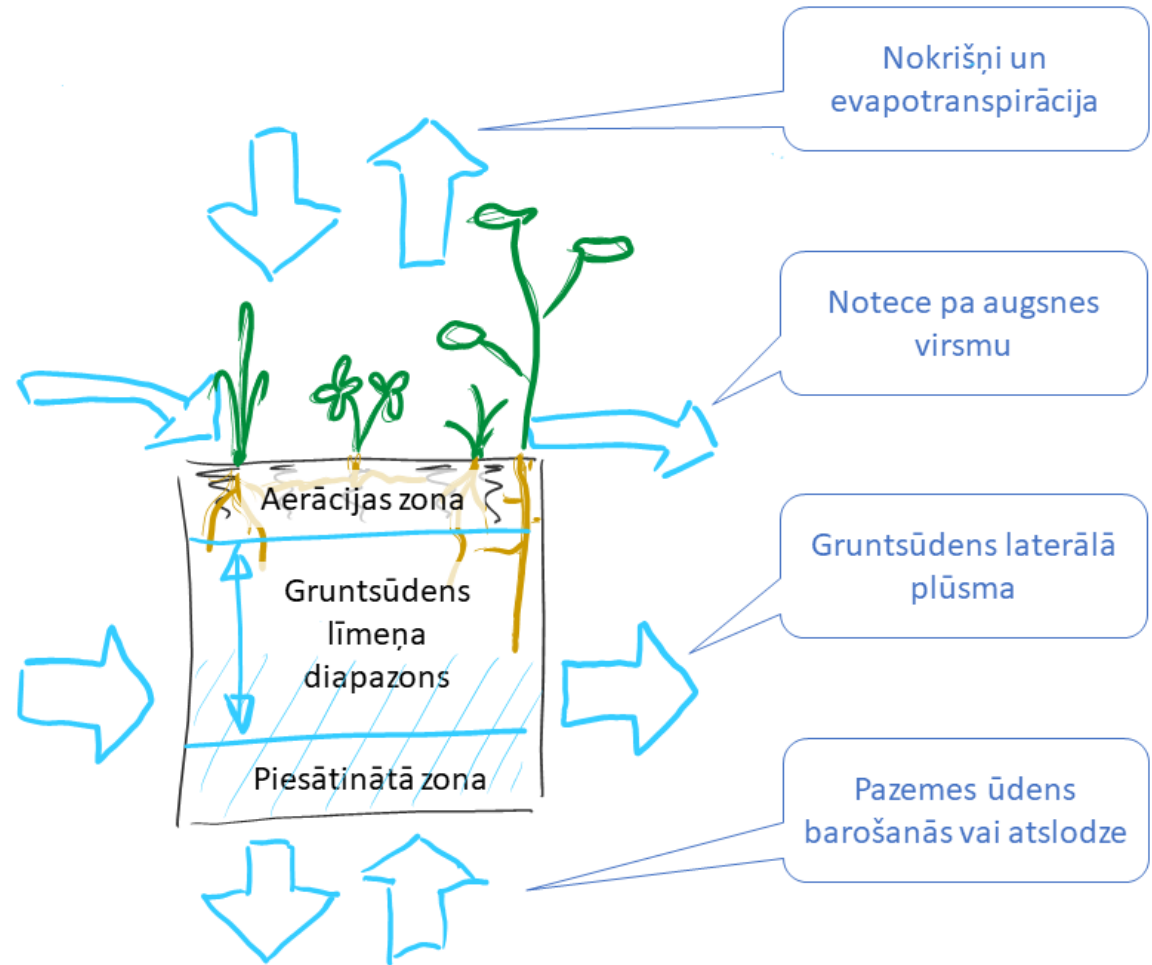 Nokrišņi un
evapotranspirācija
Notece pa augsnes
virsmu
Aerācijas zona
Gruntsūdens laterālā
plūsma
Gruntsūdens
līmeņa
diapazons
Piesātinātā zona
Pazemes ūdens
barošanās vai atslodze